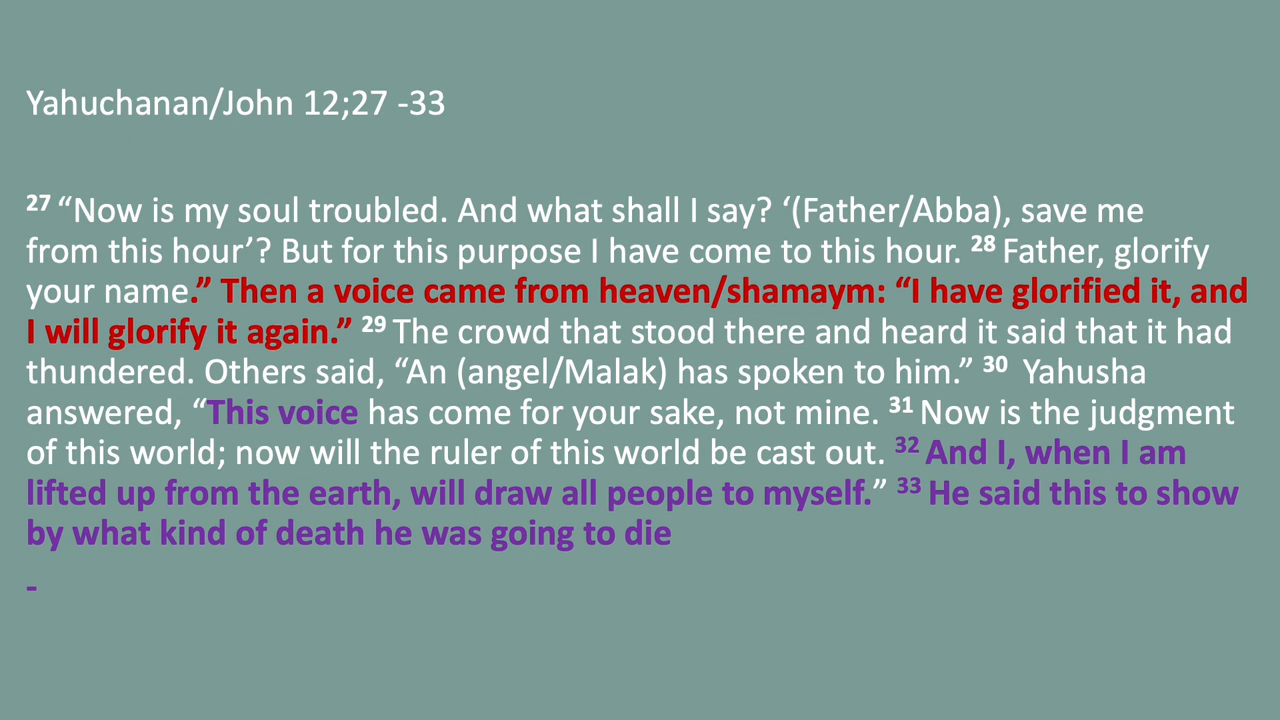 Yahuchanan/John 12;27 -33
27 “Now is my soul troubled. And what shall I say? ‘(Father/Abba), save me
from this hour’? But for this purpose I have come to this hour. 28 Father, glorify
your name.” Then a voice came from heaven/shamaym: “I have glorified it, and
I will glorify it again.” 29 The crowd that stood there and heard it said that it had
thundered. Others said, “An (angel/Malak) has spoken to him.” 30  Yahusha
answered, “This voice has come for your sake, not mine. 31 Now is the judgment
of this world; now will the ruler of this world be cast out. 32 And I, when I am
lifted up from the earth, will draw all people to myself.” 33 He said this to show
by what kind of death he was going to die
-